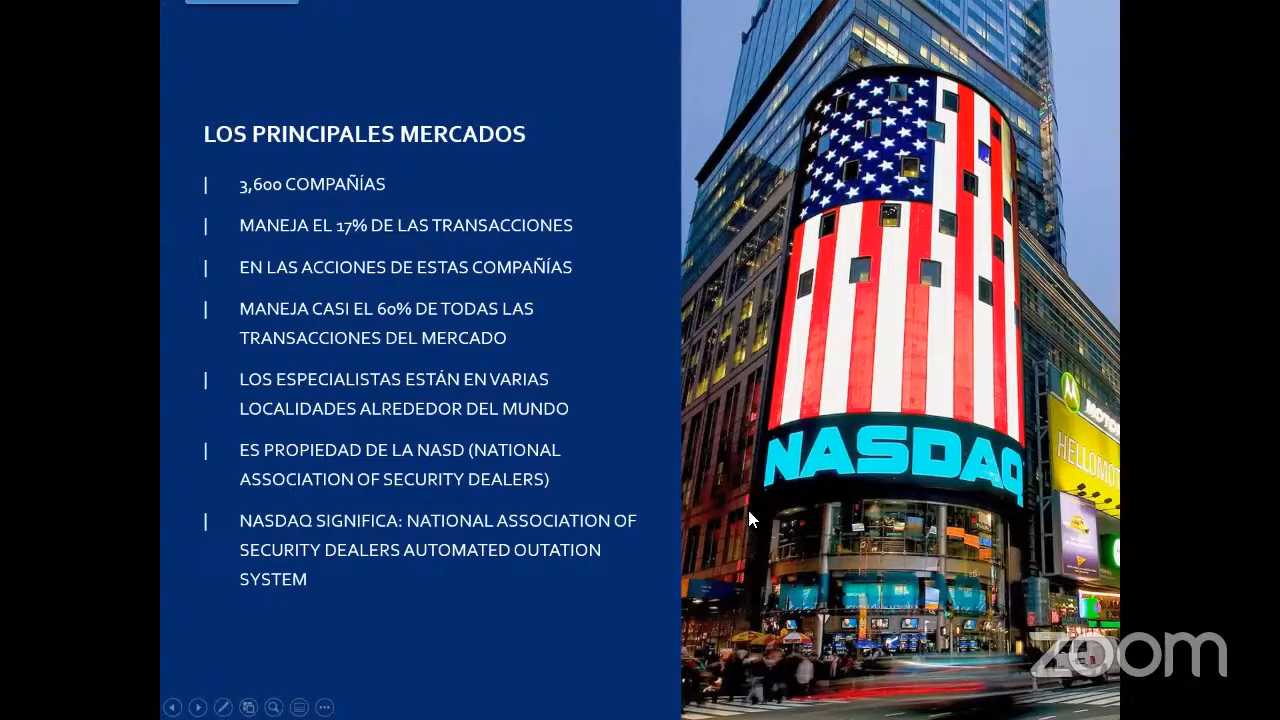 LOS PRINCIPALES MERCADOS
| 3,600 COMPAÑÍAS
| MANEJA EL 17% DE LAS TRANSACCIONES
| EN LAS ACCIONES DE ESTAS COMPAÑÍAS
| MANEJA CASI EL 60% DE TODAS LAS
TRANSACCIONES DEL MERCADO
| LOS ESPECIALISTAS ESTÁN EN VARIAS
LOCALIDADES ALREDEDOR DEL MUNDO
| ES PROPIEDAD DE LA NASD (NATIONAL
ASSOCIATION OF SECURITY DEALERS)
| NASDAQ SIGNIFICA: NATIONAL ASSOCIATION OF
SECURITY DEALERS AUTOMATED OUTATION
SYSTEM
NASDAQ
MOTO
HELLOMOT
zoom